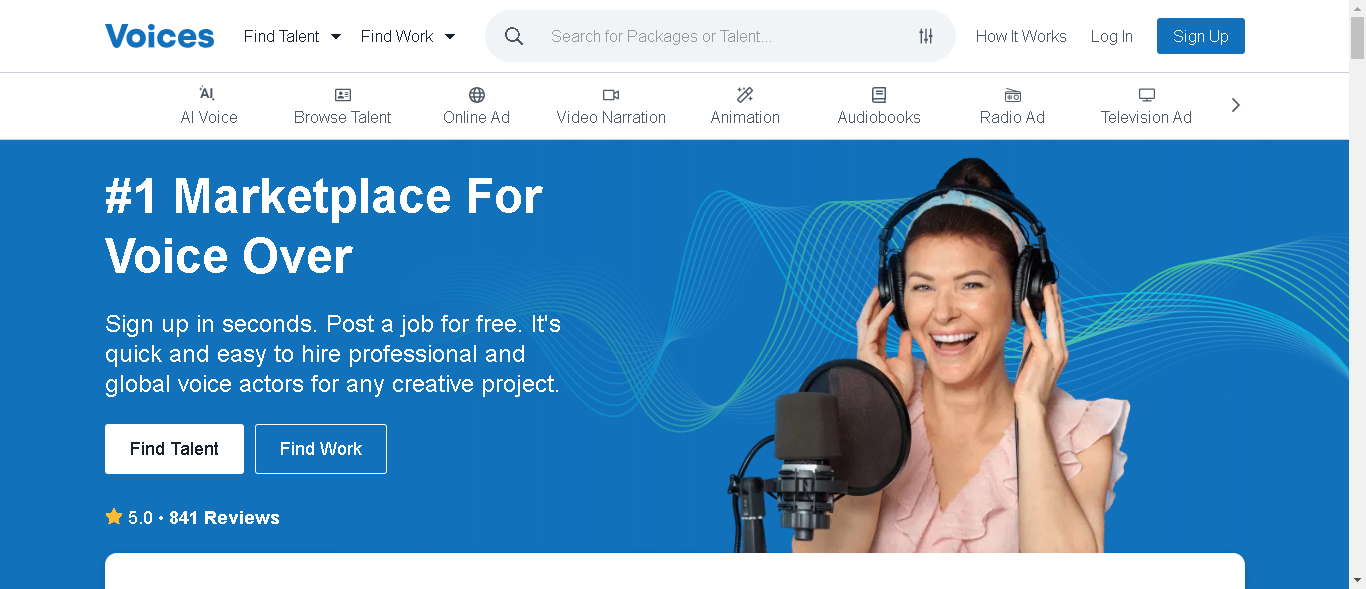 Voices Find Talent Find Work Search for Packages or Talent... How It Works Log In Sign Up
AI
AI Voice Browse Talent Online Ad Video Narration Animation Audiobooks Radio Ad Television Ad
#1 Marketplace For
Voice Over
Sign up in seconds. Post a job for free. It's
quick and easy to hire professional and
global voice actors for any creative project.
Find Talent Find Work
5.0 • 841 Reviews